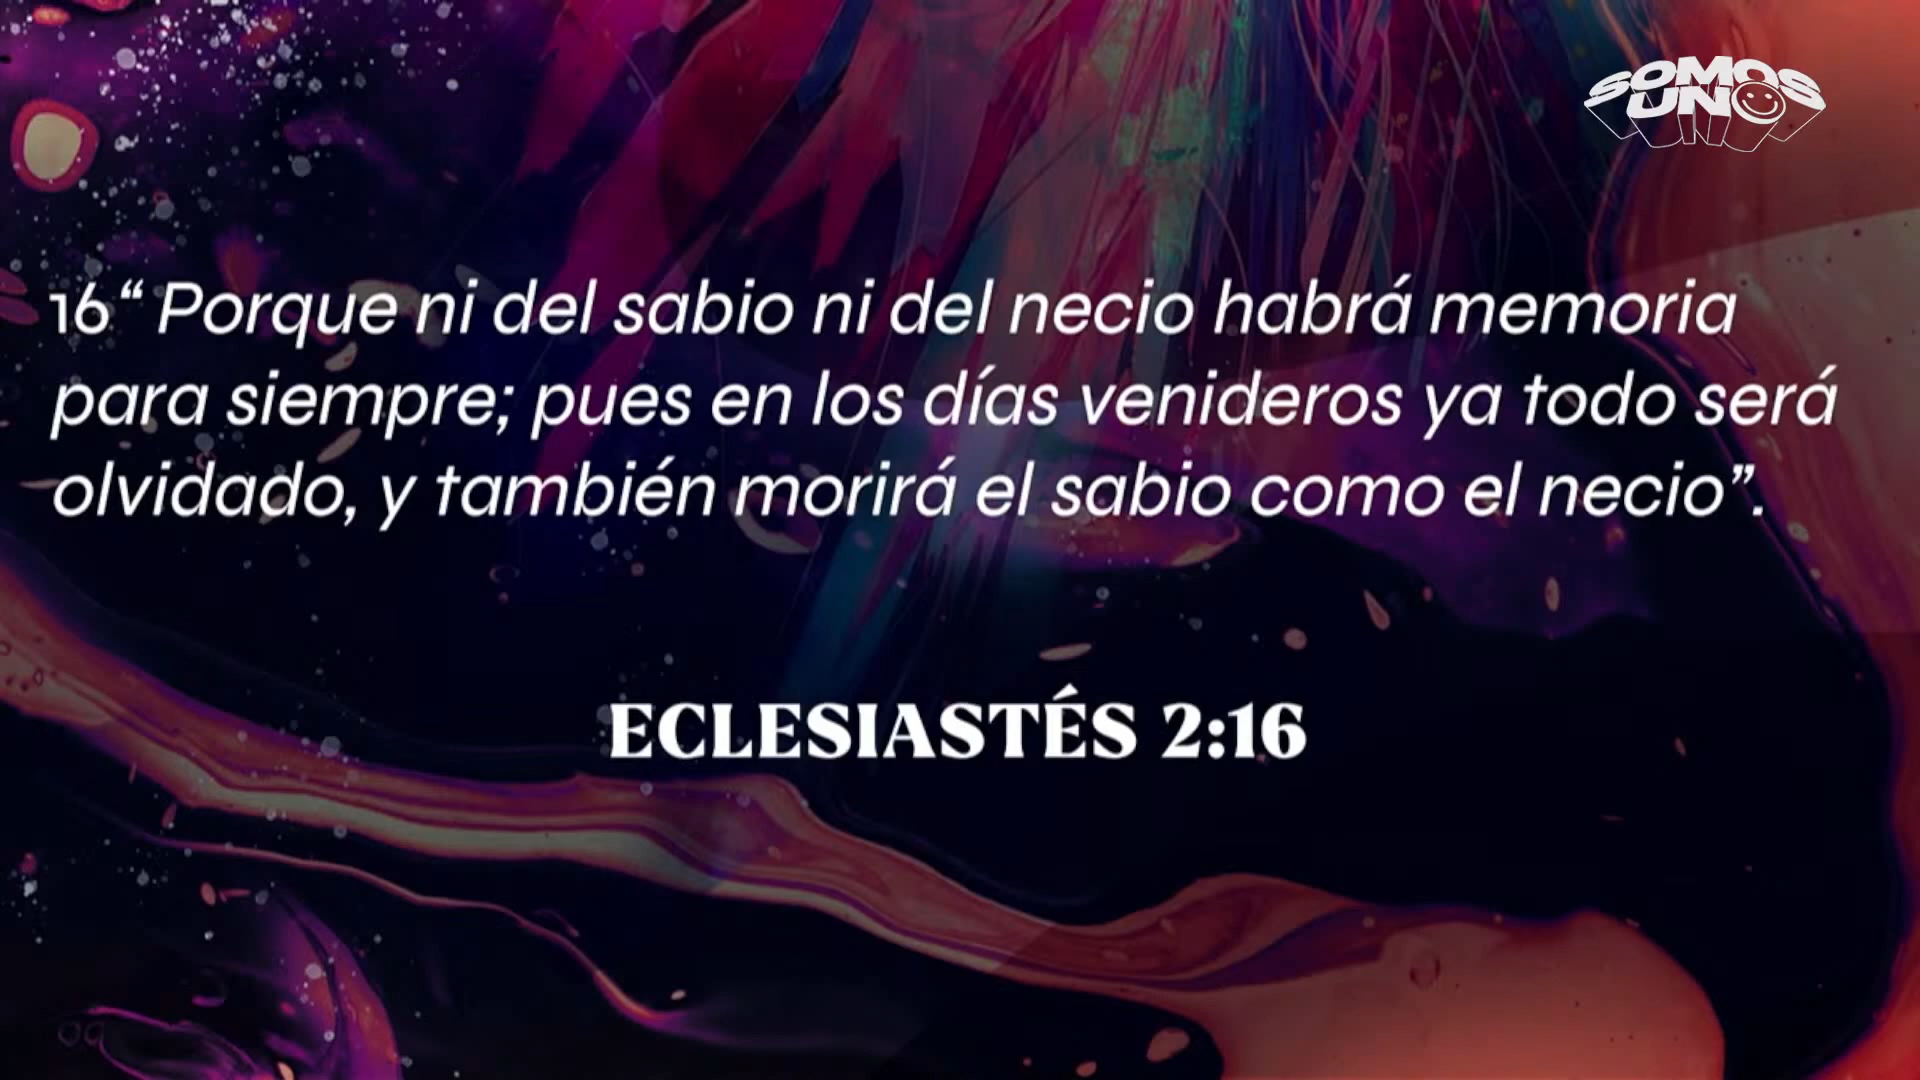 SOMOS
UNO
16 “ Porque ni del sabio ni del necio habrá memoria
para siempre; pues en los días venideros ya todo será
olvidado, y también morirá el sabio como el necio”.
ECLESIASTÉS 2:16